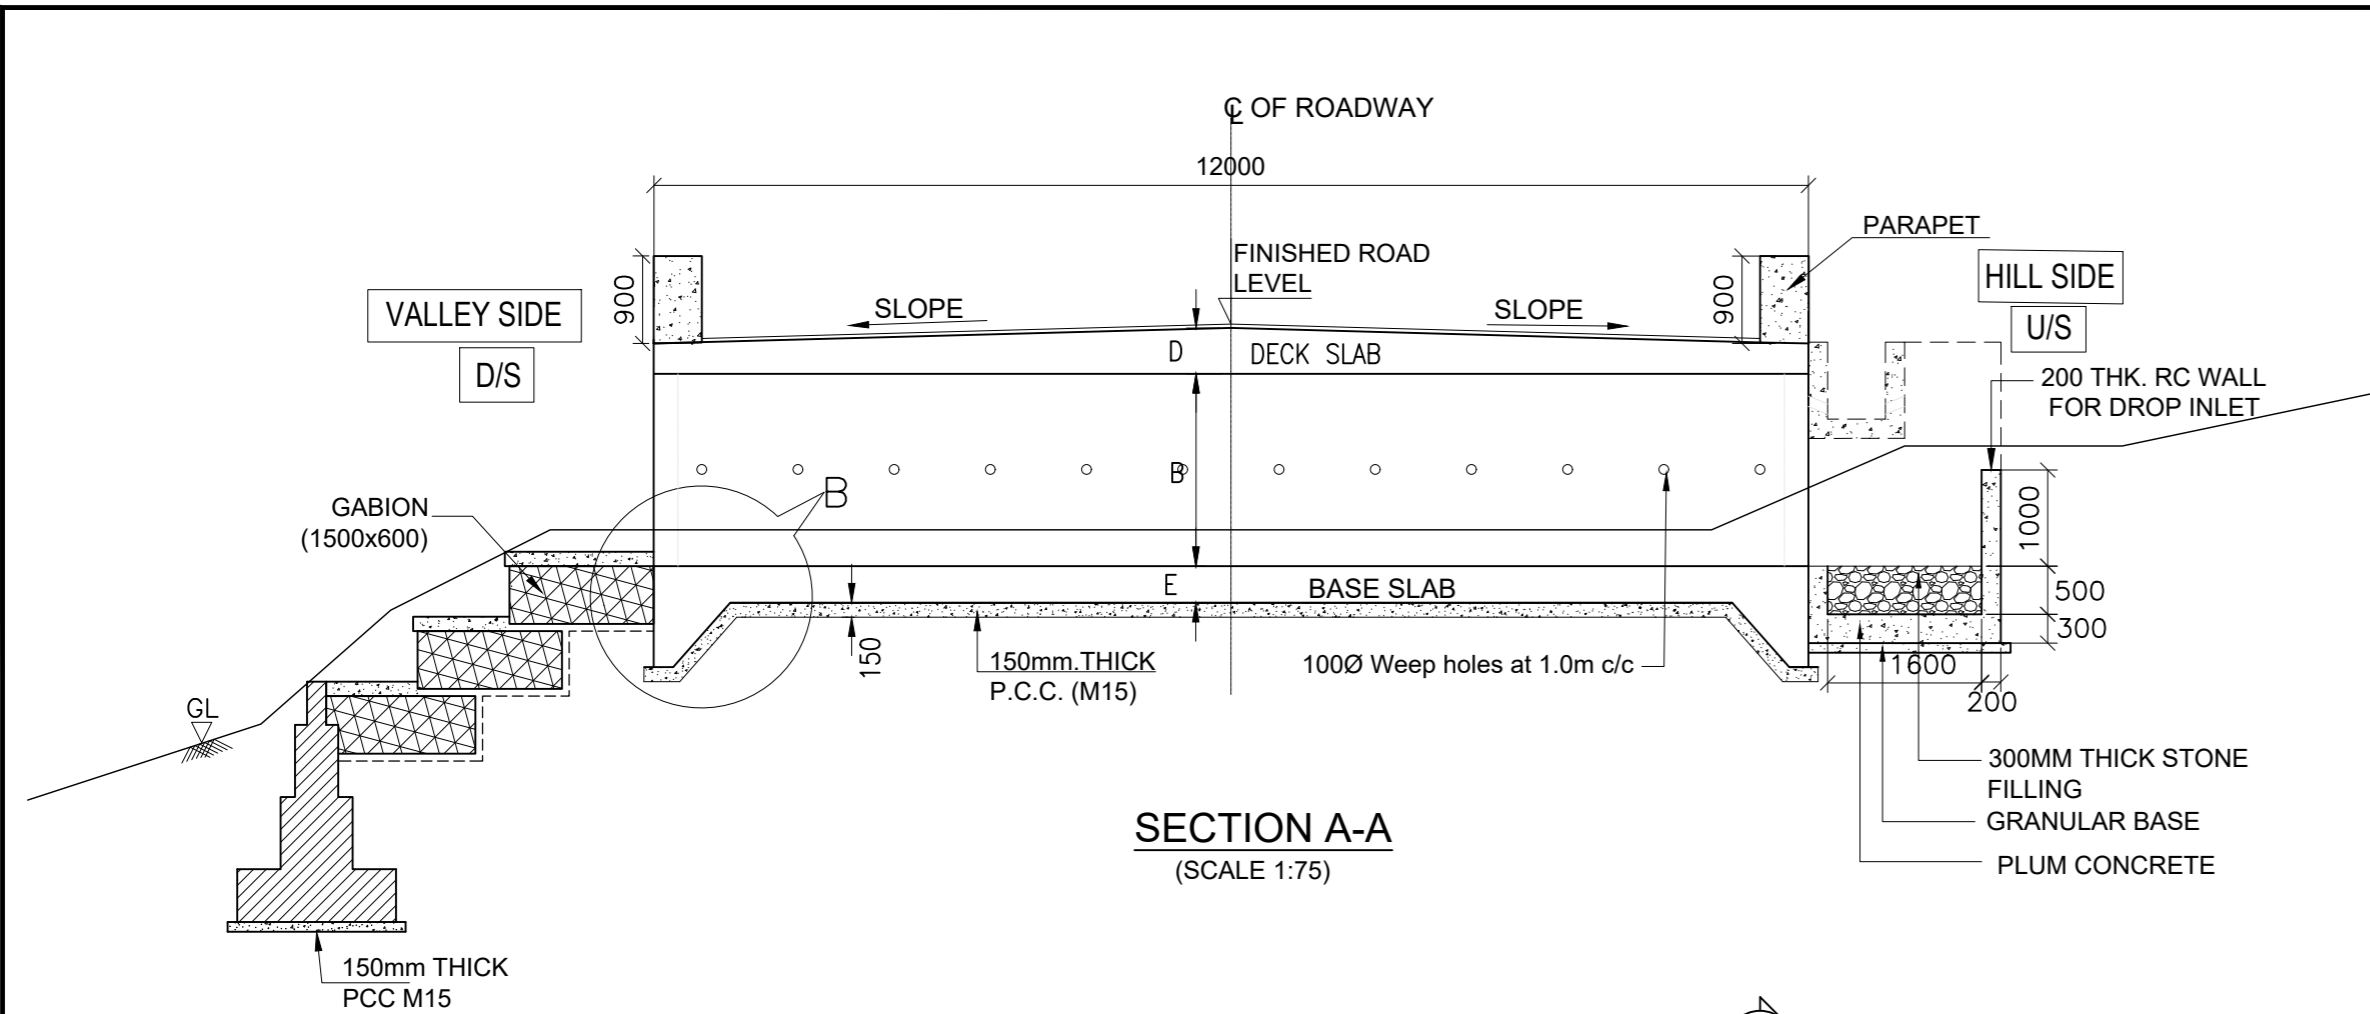 ℄ OF ROADWAY
12000
PARAPET
FINISHED ROAD
LEVEL
HILL SIDE
U/S
900
900
VALLEY SIDE
D/S
SLOPE
SLOPE
D
DECK SLAB
200 THK. RC WALL
FOR DROP INLET
B
B
GABION
(1500x600)
1000
E
BASE SLAB
500
300
150
150mm.THICK
P.C.C. (M15)
100Ø Weep holes at 1.0m c/c
1600
200
GL
300MM THICK STONE
FILLING
GRANULAR BASE
PLUM CONCRETE
SECTION A-A
(SCALE 1:75)
150mm THICK
PCC M15